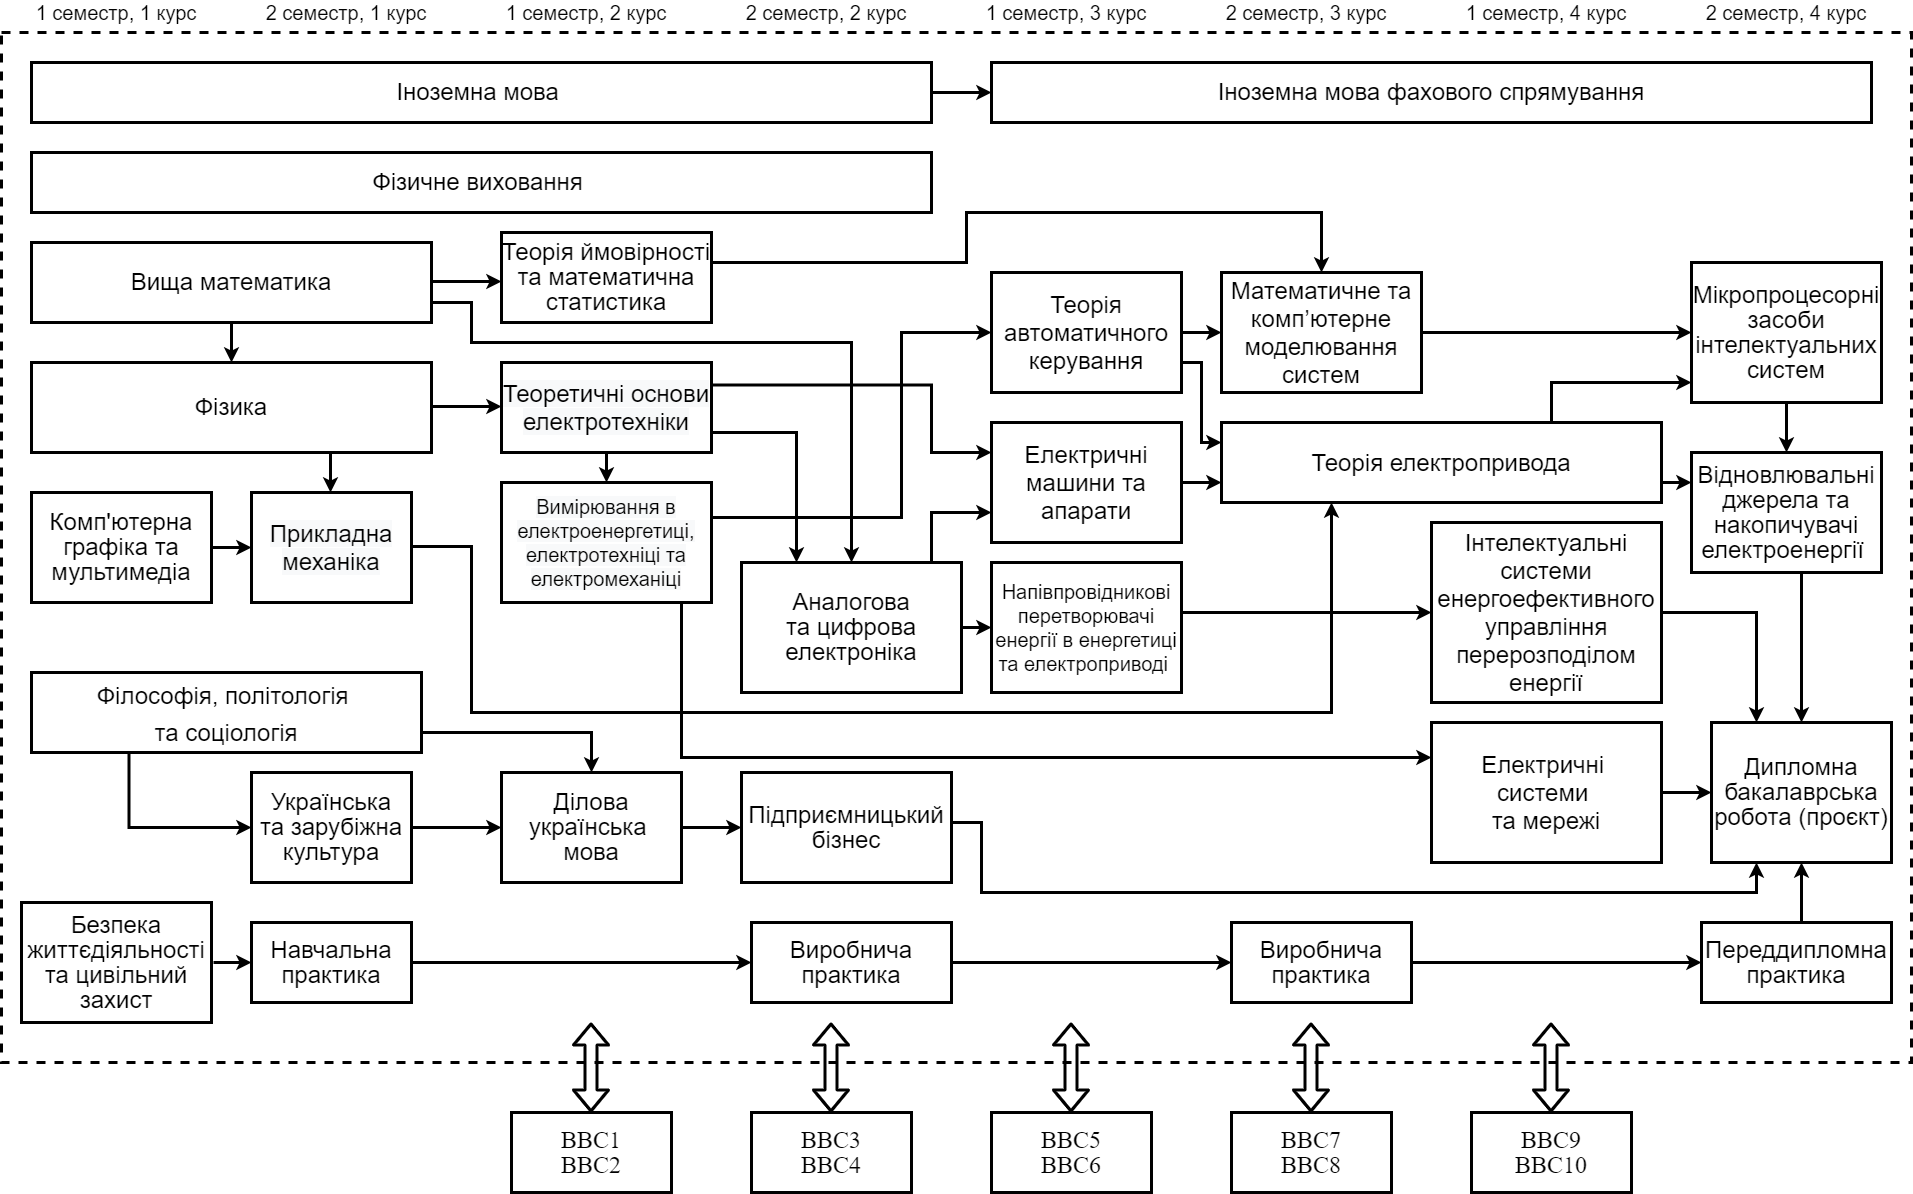 1 семестр, 1 курс
2 семестр, 1 курс
1 семестр, 2 курс
2 семестр, 2 курс
1 семестр, 3 курс
2 семестр, 3 курс
1 семестр, 4 курс
2 семестр, 4 курс
Іноземна мова
Іноземна мова фахового спрямування
Фізичне виховання
Вища математика
Теорія ймовірності
та математична
статистика
Теорія
автоматичного
керування
Математичне та
комп’ютерне
моделювання
систем
Мікропроцесорні
засоби
інтелектуальних
систем
Фізика
Теоретичні основи
електротехніки
Електричні
машини та
апарати
Теорія електропривода
Відновлювальні
джерела та
накопичувачі
електроенергії
Комп'ютерна
графіка та
мультимедіа
Прикладна
механіка
Вимірювання в
електроенергетиці,
електротехніці та
електромеханіці
Аналогова
та цифрова
електроніка
Напівпровідникові
перетворювачі
енергії в енергетиці
та електроприводі
Інтелектуальні
системи
енергоефективного
управління
перерозподілом
енергії
Філософія, політологія
та соціологія
Українська
та зарубіжна
культура
Ділова
українська
мова
Підприємницький
бізнес
Електричні
системи
та мережі
Дипломна
бакалаврська
робота (проєкт)
Безпека
життєдіяльності
та цивільний
захист
Навчальна
практика
Виробнича
практика
Виробнича
практика
Переддипломна
практика
ВВС1
ВВС2
ВВС3
ВВС4
ВВС5
ВВС6
ВВС7
ВВС8
ВВС9
ВВС10